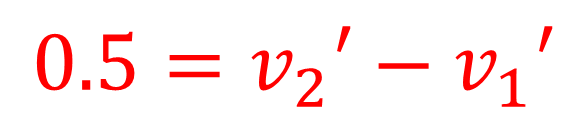 0.5 = v₂′ − v₁′